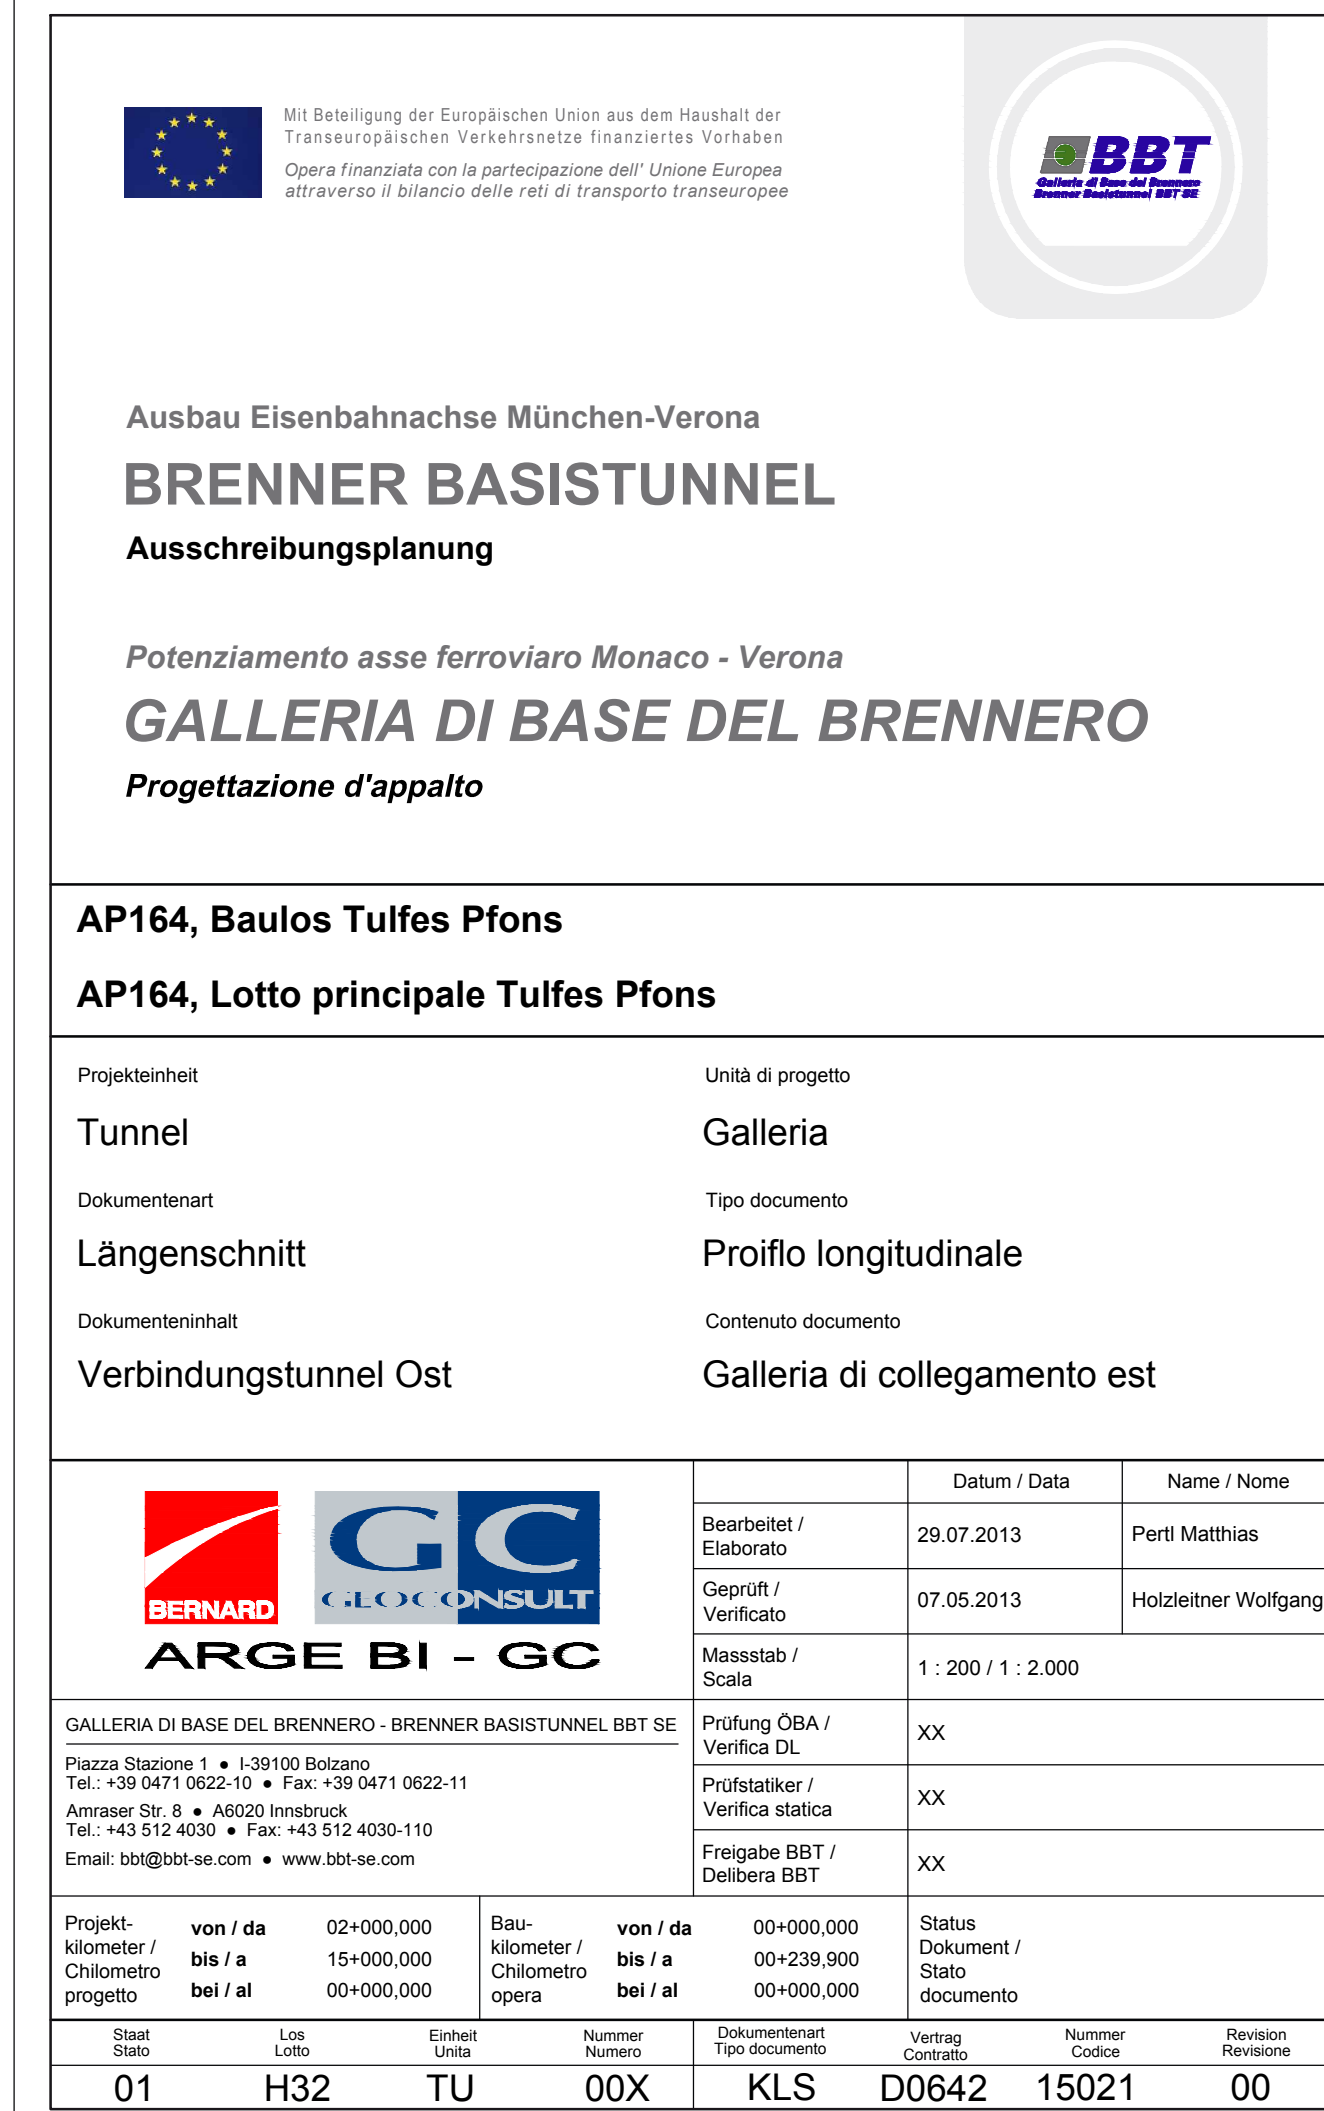 Mit Beteiligung der Europäischen Union aus dem Haushalt der
Transeuropäischen Verkehrsnetze finanziertes Vorhaben
Opera finanziata con la partecipazione dell' Unione Europea
attraverso il bilancio delle reti di transporto transeuropee
BBT
Galleria di Base del Brennero
Brenner Basistunnel BBT SE
Ausbau Eisenbahnachse München-Verona
BRENNER BASISTUNNEL
Ausschreibungsplanung
Potenziamento asse ferroviaro Monaco - Verona
GALLERIA DI BASE DEL BRENNERO
Progettazione d'appalto
AP164, Baulos Tulfes Pfons
AP164, Lotto principale Tulfes Pfons
Projekteinheit
Unità di progetto
Tunnel
Galleria
Dokumentenart
Tipo documento
Längenschnitt
Proiflo longitudinale
Dokumenteninhalt
Contenuto documento
Verbindungstunnel Ost
Galleria di collegamento est
BERNARD
GC
GEOCONSULT
ARGE BI - GC
Datum / Data
Name / Nome
Bearbeitet /
Elaborato
29.07.2013
Pertl Matthias
Geprüft /
Verificato
07.05.2013
Holzleitner Wolfgang
Massstab /
Scala
1 : 200 / 1 : 2.000
GALLERIA DI BASE DEL BRENNERO - BRENNER BASISTUNNEL BBT SE
Piazza Stazione 1 ● I-39100 Bolzano
Tel.: +39 0471 0622-10 ● Fax: +39 0471 0622-11
Amraser Str. 8 ● A6020 Innsbruck
Tel.: +43 512 4030 ● Fax: +43 512 4030-110
Email: bbt@bbt-se.com ● www.bbt-se.com
Prüfung ÖBA /
Verifica DL
XX
Prüfstatiker /
Verifica statica
XX
Freigabe BBT /
Delibera BBT
XX
Projekt-
kilometer /
Chilometro
progetto
von / da 02+000,000
bis / a 15+000,000
bei / al 00+000,000
Bau-
kilometer /
Chilometro
opera
von / da 00+000,000
bis / a 00+239,900
bei / al 00+000,000
Status
Dokument /
Stato
documento
Staat
Stato
Los
Lotto
Einheit
Unita
Nummer
Numero
Dokumentenart
Tipo documento
Vertrag
Contratto
Nummer
Codice
Revision
Revisione
01 H32 TU 00X KLS D0642 15021 00